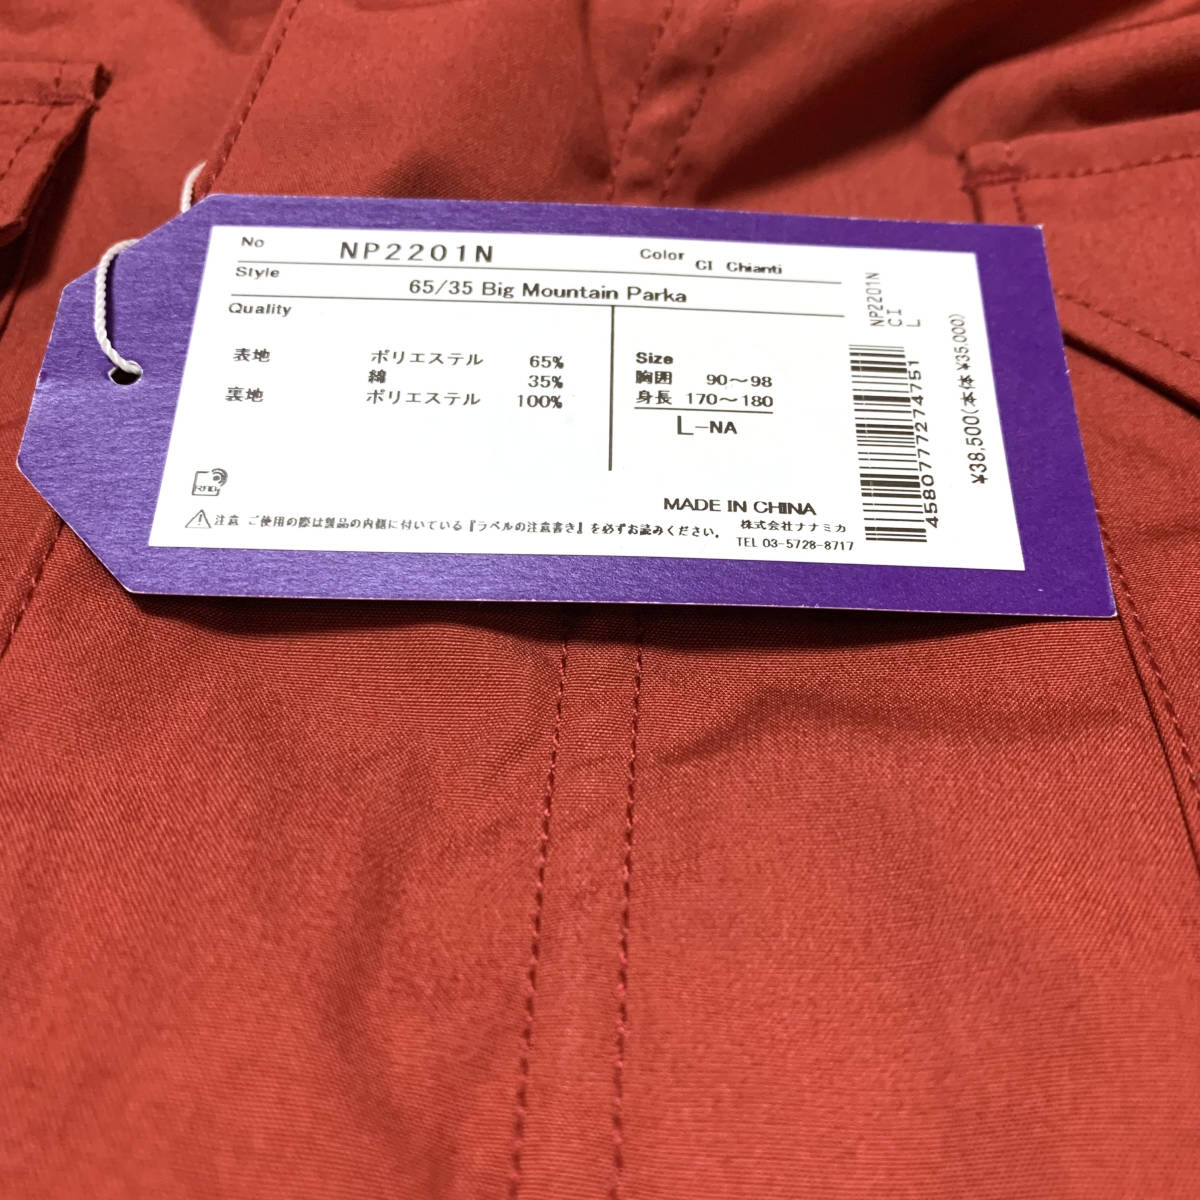 No NP2201N Color CI Chianti
Style 65/35 Big Mountain Parka
Quality
表地 ポリエステル 65%
綿 35%
裏地 ポリエステル 100%
Size
胸囲 90～98
身長 170～180
L-NA
RFID
MADE IN CHINA
注意 ご使用の際は製品の内側に付いている『ラベルの注意書き』を必ずお読みください。
株式会社ナナミカ
TEL 03-5728-8717
NP2201N
CI
L
4580777274751
¥38,500(本体 ¥35,000)